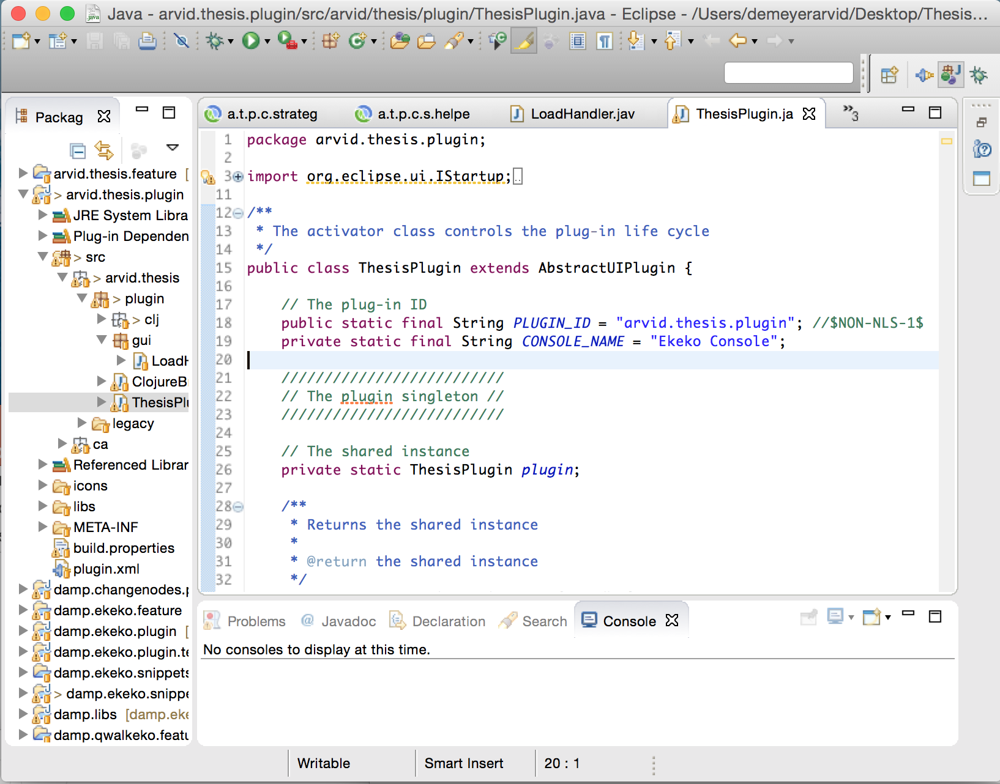 Java - arvid.thesis.plugin/src/arvid/thesis/plugin/ThesisPlugin.java - Eclipse - /Users/demeyerarvid/Desktop/Thesis...
Packag
arvid.thesis.feature [
> arvid.thesis.plugin
JRE System Libra
Plug-in Dependen
> src
> arvid.thesis
> plugin
> clj
gui
LoadH
ClojureB
ThesisPlu
legacy
ca
Referenced Librar
icons
libs
META-INF
build.properties
plugin.xml
damp.changenodes.p
damp.ekeko.feature
damp.ekeko.plugin [
damp.ekeko.plugin.te
damp.ekeko.snippets
> damp.ekeko.snippe
damp.libs [damp.eke
damp.qwalkeko.featu
a.t.p.c.strateg
a.t.p.c.s.helpe
LoadHandler.jav
ThesisPlugin.ja
»3
1 package arvid.thesis.plugin;
2
3 import org.eclipse.ui.IStartup;..
11
12 /**
13 * The activator class controls the plug-in life cycle
14 */
15 public class ThesisPlugin extends AbstractUIPlugin {
16
17 // The plug-in ID
18 public static final String PLUGIN_ID = "arvid.thesis.plugin"; //$NON-NLS-1$
19 private static final String CONSOLE_NAME = "Ekeko Console";
20
21 //////////////////////////
22 // The plugin singleton //
23 //////////////////////////
24
25 // The shared instance
26 private static ThesisPlugin plugin;
27
28 /**
29 * Returns the shared instance
30 *
31 * @return the shared instance
32 */
Problems
Javadoc
Declaration
Search
Console
No consoles to display at this time.
Writable
Smart Insert
20 : 1